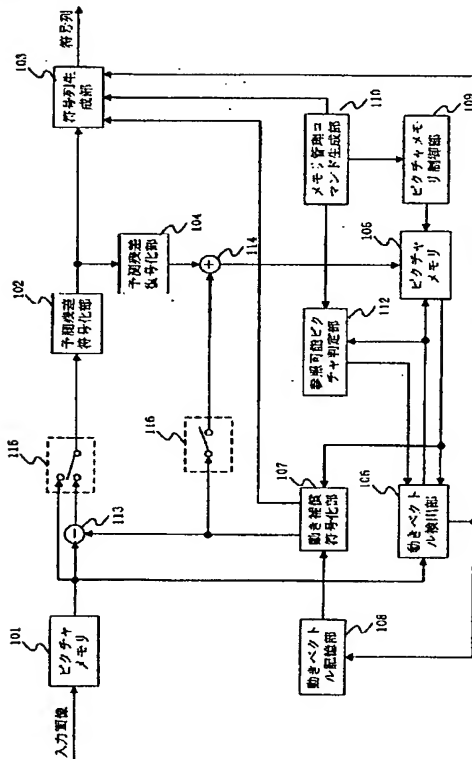 入力画像
101
ピクチャ
メモリ
113
−
115
102
予測残差
符号化部
103
符号列生
成部
符号列
104
予測残差
復号化部
114
+
116
107
動き補償
符号化部
108
動きベクト
ル記憶部
106
動きベクト
ル検出部
112
参照可能ピク
チャ判定部
110
メモリ管理コ
マンド生成部
105
ピクチャ
メモリ
109
ピクチャメモ
リ制御部